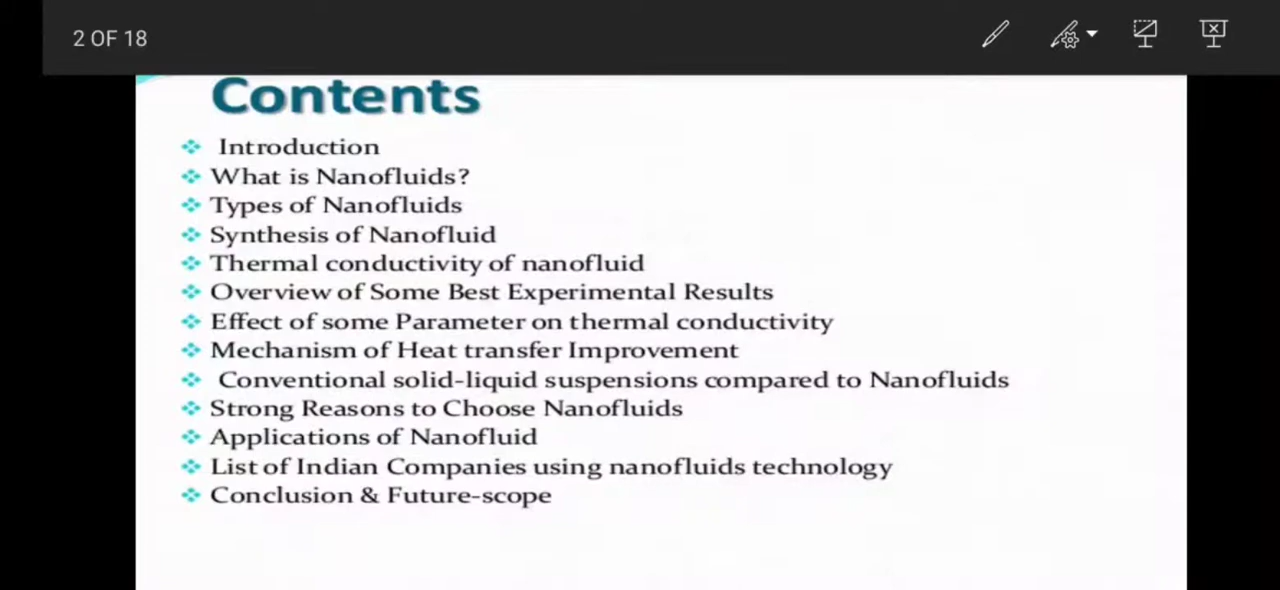 2 OF 18
Contents
Introduction
What is Nanofluids?
Types of Nanofluids
Synthesis of Nanofluid
Thermal conductivity of nanofluid
Overview of Some Best Experimental Results
Effect of some Parameter on thermal conductivity
Mechanism of Heat transfer Improvement
Conventional solid-liquid suspensions compared to Nanofluids
Strong Reasons to Choose Nanofluids
Applications of Nanofluid
List of Indian Companies using nanofluids technology
Conclusion & Future-scope